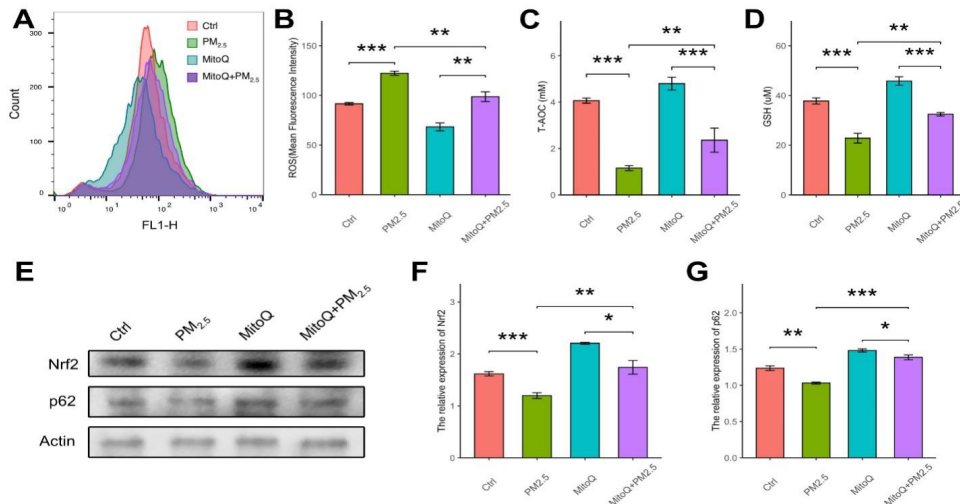 A
Ctrl
PM2.5
MitoQ
MitoQ+PM2.5
Count
300
200
100
0
10^0 10^1 10^2 10^3 10^4
FL1-H
B
ROS(Mean Fluorescence Intensity)
100
50
0
*** ** **
Ctrl PM2.5 MitoQ MitoQ+PM2.5
C
T-AOC (mM)
6
4
2
0
*** ** ***
Ctrl PM2.5 MitoQ MitoQ+PM2.5
D
GSH (uM)
60
40
20
0
*** ** ***
Ctrl PM2.5 MitoQ MitoQ+PM2.5
E
Ctrl PM2.5 MitoQ MitoQ+PM2.5
Nrf2
p62
Actin
F
The relative expression of Nrf2
3
2
1
0
*** ** *
Ctrl PM2.5 MitoQ MitoQ+PM2.5
G
The relative expression of p62
1.5
1.0
0.5
0.0
** *** *
Ctrl PM2.5 MitoQ MitoQ+PM2.5